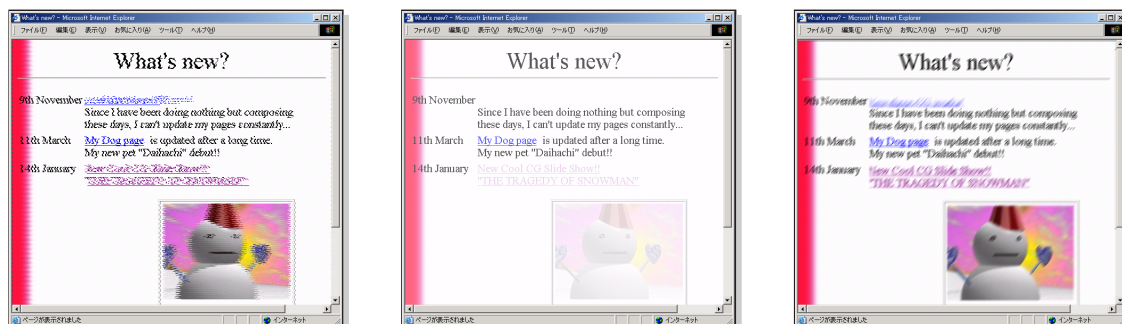 What's new? - Microsoft Internet Explorer
ファイル(F) 編集(E) 表示(V) お気に入り(A) ツール(T) ヘルプ(H)
What's new?
9th November
Since I have been doing nothing but composing
these days, I can't update my pages constantly...
11th March My Dog page is updated after a long time.
My new pet "Daihachi" debut!!
14th January New Cool CG Slide Show!!
"THE TRAGEDY OF SNOWMAN"
ページが表示されました インターネット
What's new? - Microsoft Internet Explorer
ファイル(F) 編集(E) 表示(V) お気に入り(A) ツール(T) ヘルプ(H)
What's new?
9th November
Since I have been doing nothing but composing
these days, I can't update my pages constantly...
11th March My Dog page is updated after a long time.
My new pet "Daihachi" debut!!
14th January New Cool CG Slide Show!!
"THE TRAGEDY OF SNOWMAN"
ページが表示されました インターネット
What's new? - Microsoft Internet Explorer
ファイル(F) 編集(E) 表示(V) お気に入り(A) ツール(T) ヘルプ(H)
What's new?
9th November
Since I have been doing nothing but composing
these days, I can't update my pages constantly...
11th March My Dog page is updated after a long time.
My new pet "Daihachi" debut!!
14th January New Cool CG Slide Show!!
"THE TRAGEDY OF SNOWMAN"
ページが表示されました インターネット